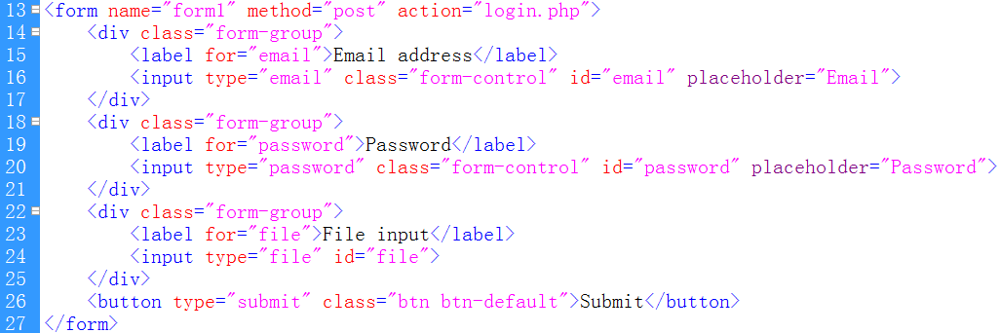 13 <form name="form1" method="post" action="login.php">
14     <div class="form-group">
15         <label for="email">Email address</label>
16         <input type="email" class="form-control" id="email" placeholder="Email">
17     </div>
18     <div class="form-group">
19         <label for="password">Password</label>
20         <input type="password" class="form-control" id="password" placeholder="Password">
21     </div>
22     <div class="form-group">
23         <label for="file">File input</label>
24         <input type="file" id="file">
25     </div>
26     <button type="submit" class="btn btn-default">Submit</button>
27 </form>